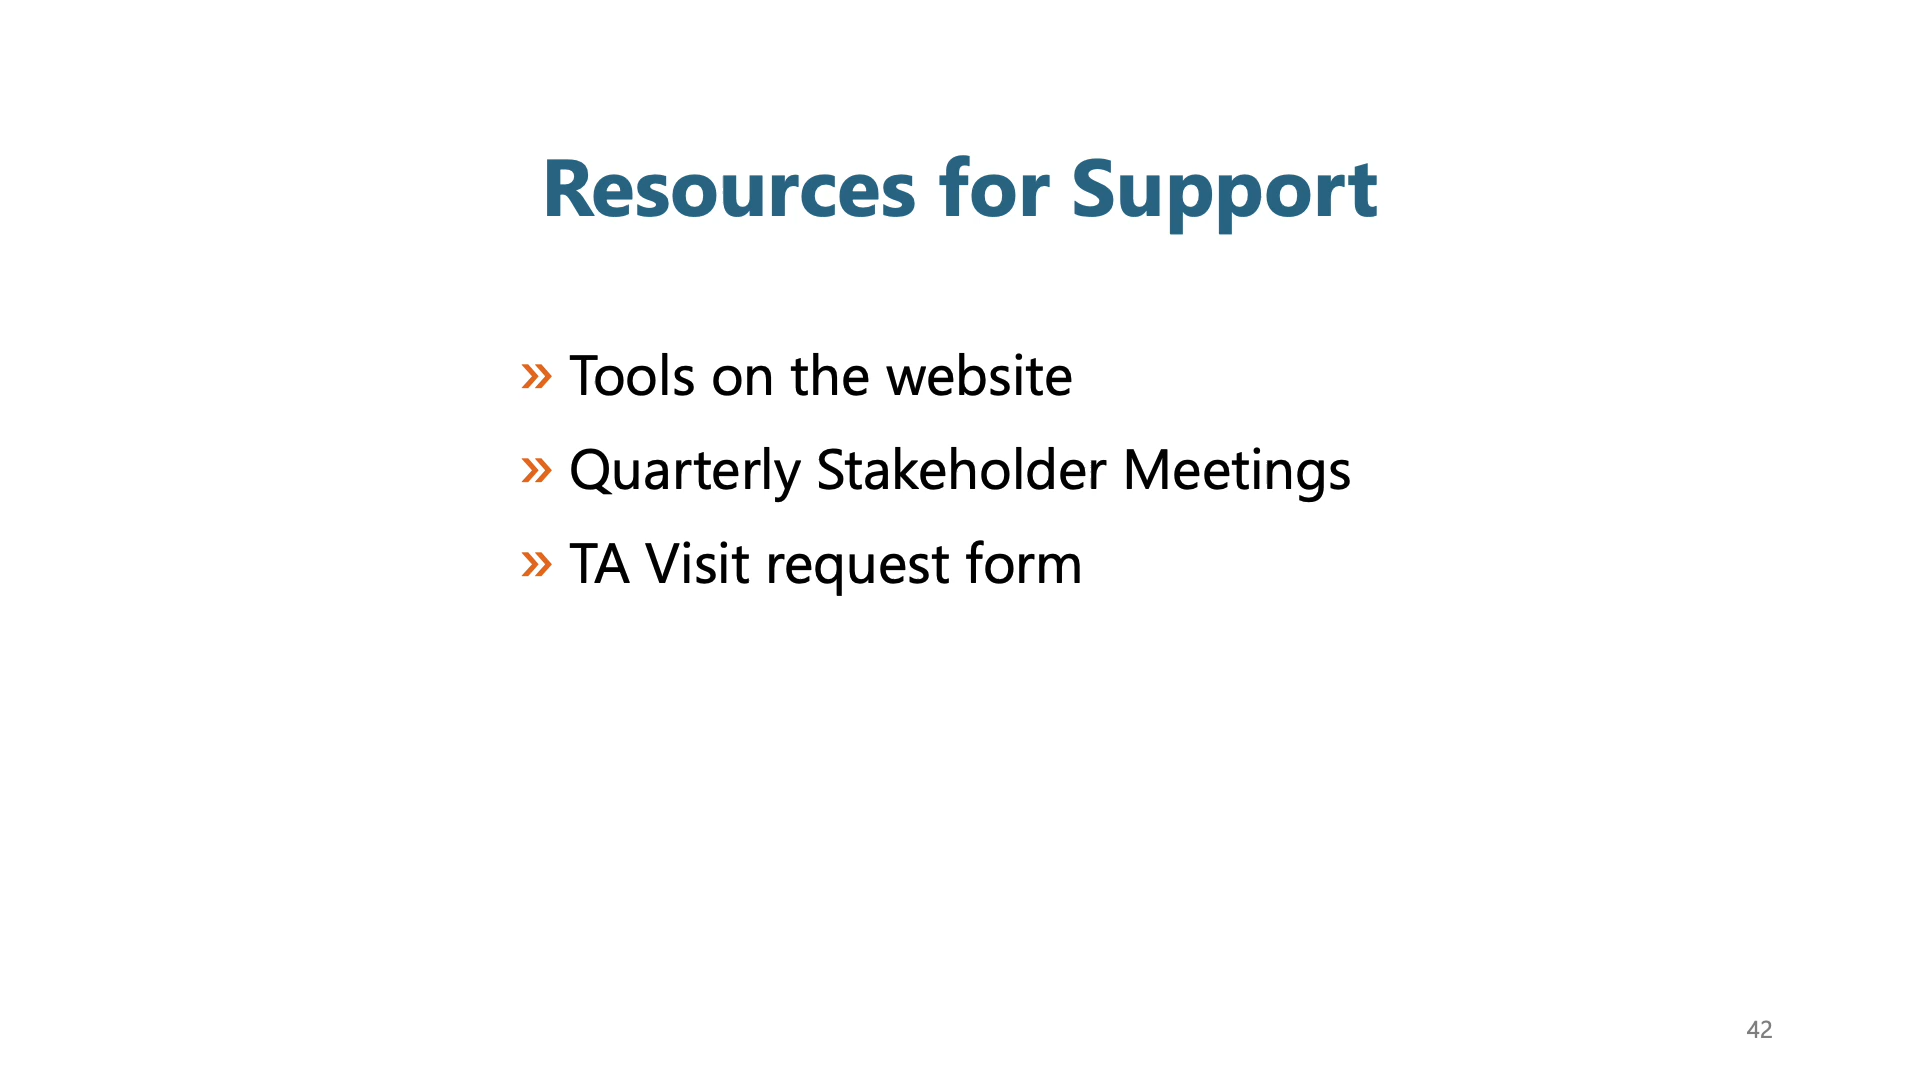 Resources for Support
» Tools on the website
» Quarterly Stakeholder Meetings
» TA Visit request form
42